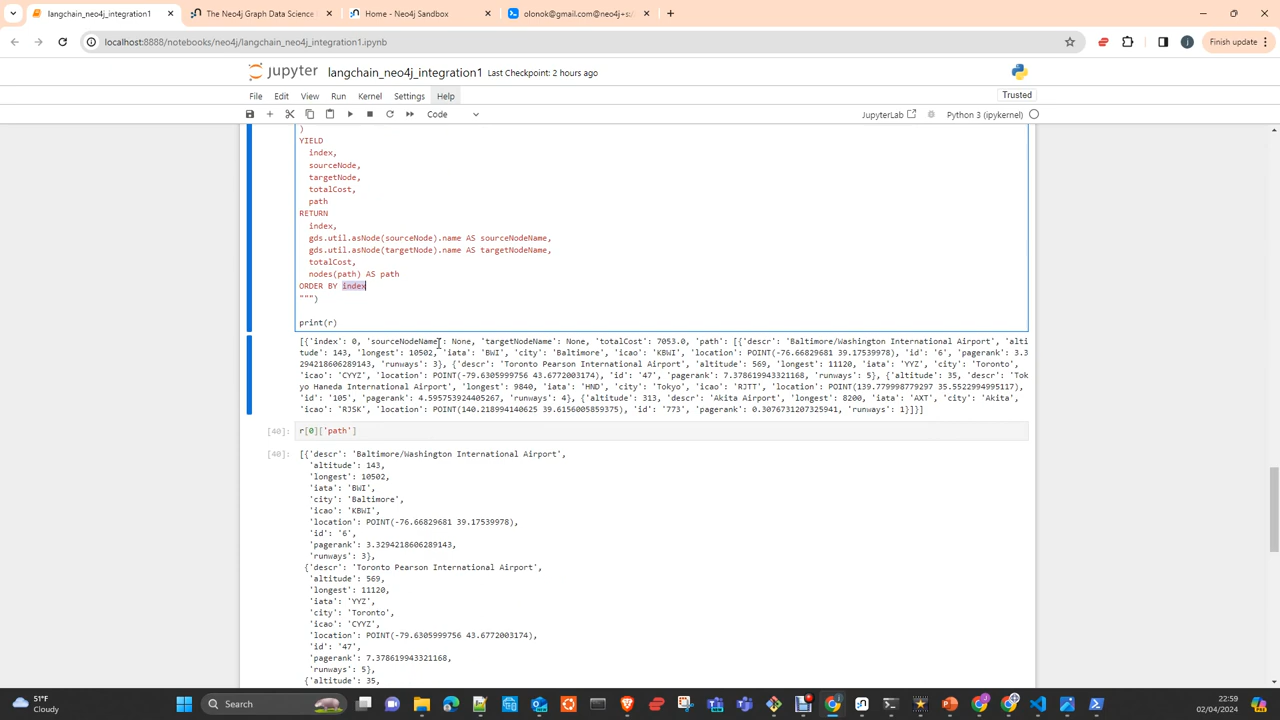 langchain_neo4j_integration1
The Neo4j Graph Data Science
Home - Neo4j Sandbox
olonok@gmail.com@neo4j+s:/
localhost:8888/notebooks/neo4j/langchain_neo4j_integration1.ipynb
Finish update
jupyter langchain_neo4j_integration1 Last Checkpoint: 2 hours ago
File Edit View Run Kernel Settings Help
Trusted
Code
JupyterLab
Python 3 (ipykernel)
)
YIELD
index,
sourceNode,
targetNode,
totalCost,
path
RETURN
index,
gds.util.asNode(sourceNode).name AS sourceNodeName,
gds.util.asNode(targetNode).name AS targetNodeName,
totalCost,
nodes(path) AS path
ORDER BY index
""")
print(r)
[{'index': 0, 'sourceNodeName': None, 'targetNodeName': None, 'totalCost': 7053.0, 'path': [{'descr': 'Baltimore/Washington International Airport', 'alti
tude': 143, 'longest': 10502, 'iata': 'BWI', 'city': 'Baltimore', 'icao': 'KBWI', 'location': POINT(-76.66829681 39.17539978), 'id': '6', 'pagerank': 3.3
294218606289143, 'runways': 3}, {'descr': 'Toronto Pearson International Airport', 'altitude': 569, 'longest': 11120, 'iata': 'YYZ', 'city': 'Toronto',
'icao': 'CYYZ', 'location': POINT(-79.6305999756 43.6772003174), 'id': '47', 'pagerank': 7.378619943321168, 'runways': 5}, {'altitude': 35, 'descr': 'Tok
yo Haneda International Airport', 'longest': 9840, 'iata': 'HND', 'city': 'Tokyo', 'icao': 'RJTT', 'location': POINT(139.779998779297 35.5522994995117),
'id': '105', 'pagerank': 4.595753924405267, 'runways': 4}, {'altitude': 313, 'descr': 'Akita Airport', 'longest': 8200, 'iata': 'AXT', 'city': 'Akita',
'icao': 'RJSK', 'location': POINT(140.218994140625 39.6156005859375), 'id': '773', 'pagerank': 0.3076731207325941, 'runways': 1}]}]
[40]: r[0]['path']
[40]: [{'descr': 'Baltimore/Washington International Airport',
'altitude': 143,
'longest': 10502,
'iata': 'BWI',
'city': 'Baltimore',
'icao': 'KBWI',
'location': POINT(-76.66829681 39.17539978),
'id': '6',
'pagerank': 3.3294218606289143,
'runways': 3},
{'descr': 'Toronto Pearson International Airport',
'altitude': 569,
'longest': 11120,
'iata': 'YYZ',
'city': 'Toronto',
'icao': 'CYYZ',
'location': POINT(-79.6305999756 43.6772003174),
'id': '47',
'pagerank': 7.378619943321168,
'runways': 5},
{'altitude': 35,
51°F
Cloudy
Search
22:59
02/04/2024